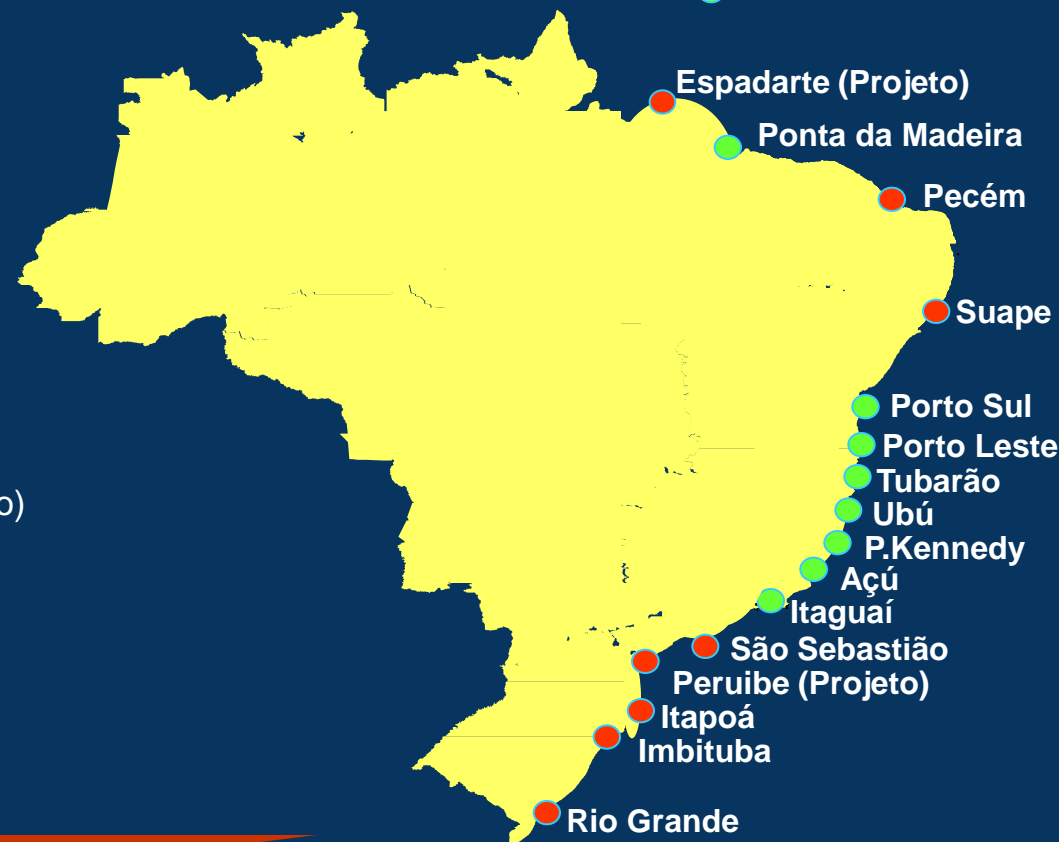 Espadarte (Projeto)
Ponta da Madeira
Pecém
Suape
Porto Sul
Porto Leste
Tubarão
o)
Ubú
P.Kennedy
Açú
Itaguaí
São Sebastião
Peruibe (Projeto)
Itapoá
Imbituba
Rio Grande